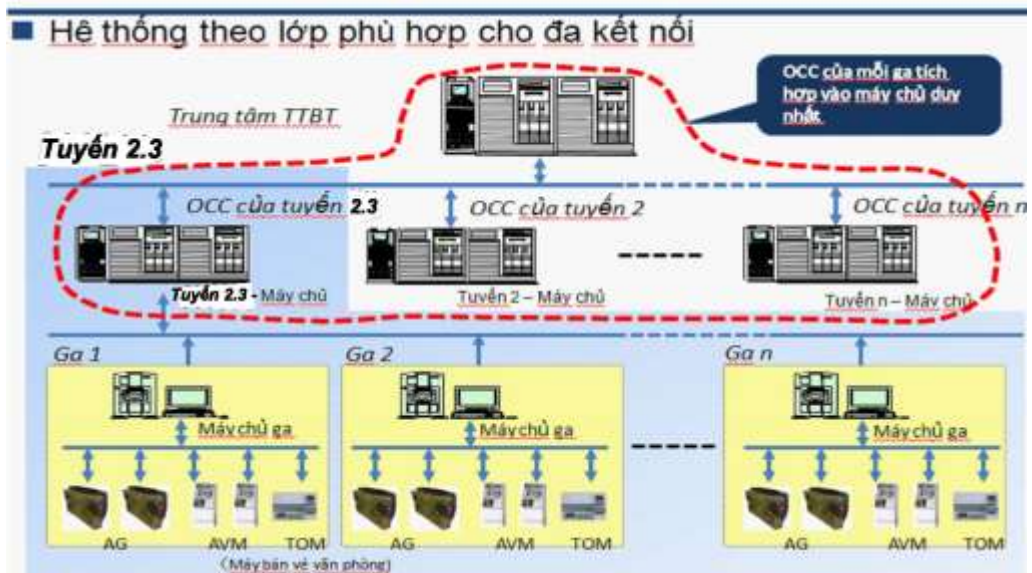 Hệ thống theo lớp phù hợp cho đa kết nối
OCC của mỗi ga tích
hợp vào máy chủ duy
nhất
Trung tâm TTBT
Tuyến 2.3
OCC của tuyến 2.3
OCC của tuyến 2
OCC của tuyến n
Tuyến 2.3 - Máy chủ
Tuyến 2 – Máy chủ
Tuyến n – Máy chủ
Ga 1
Ga 2
Ga n
Máy chủ ga
Máy chủ ga
Máy chủ ga
AG AVM TOM
AG AVM TOM
AG AVM TOM
(Máy bán vé văn phòng)